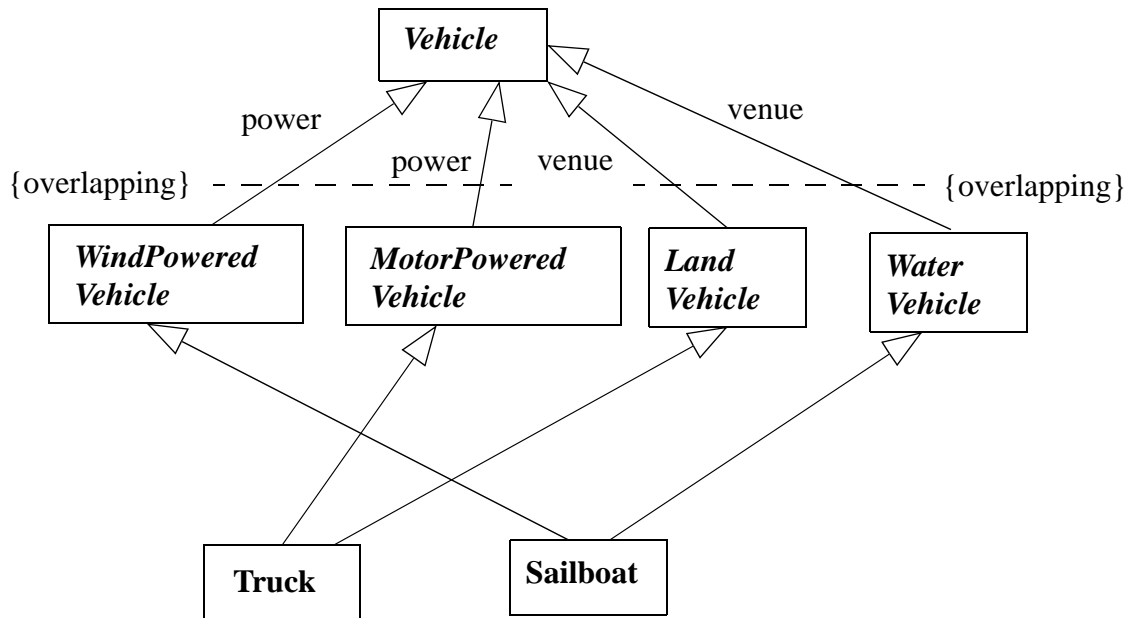 Vehicle
power
venue
power
venue
{overlapping}
{overlapping}
WindPowered
Vehicle
MotorPowered
Vehicle
Land
Vehicle
Water
Vehicle
Truck
Sailboat